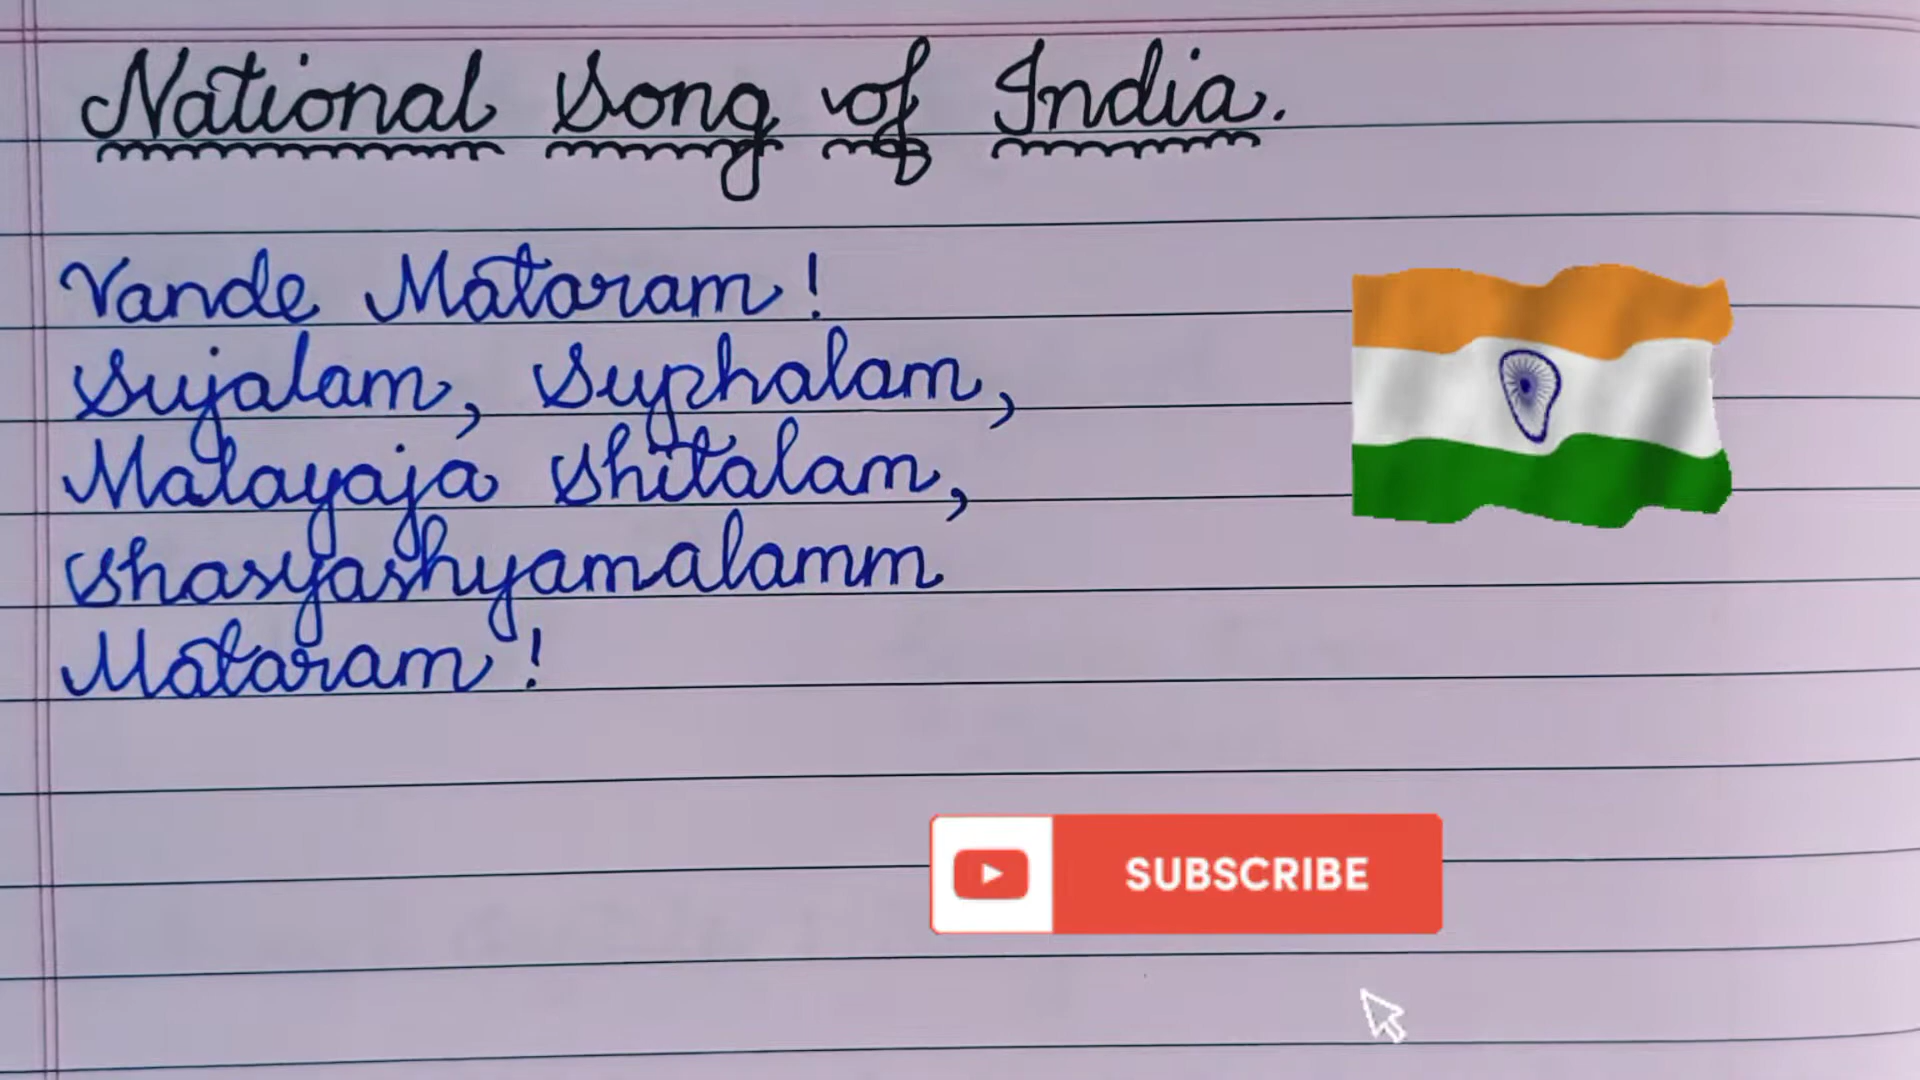 National Song of India.
Vande Mataram!
Sujalam, Suphalam,
Malayaja Shitalam,
Shasyashyamalamm
Mataram!
SUBSCRIBE